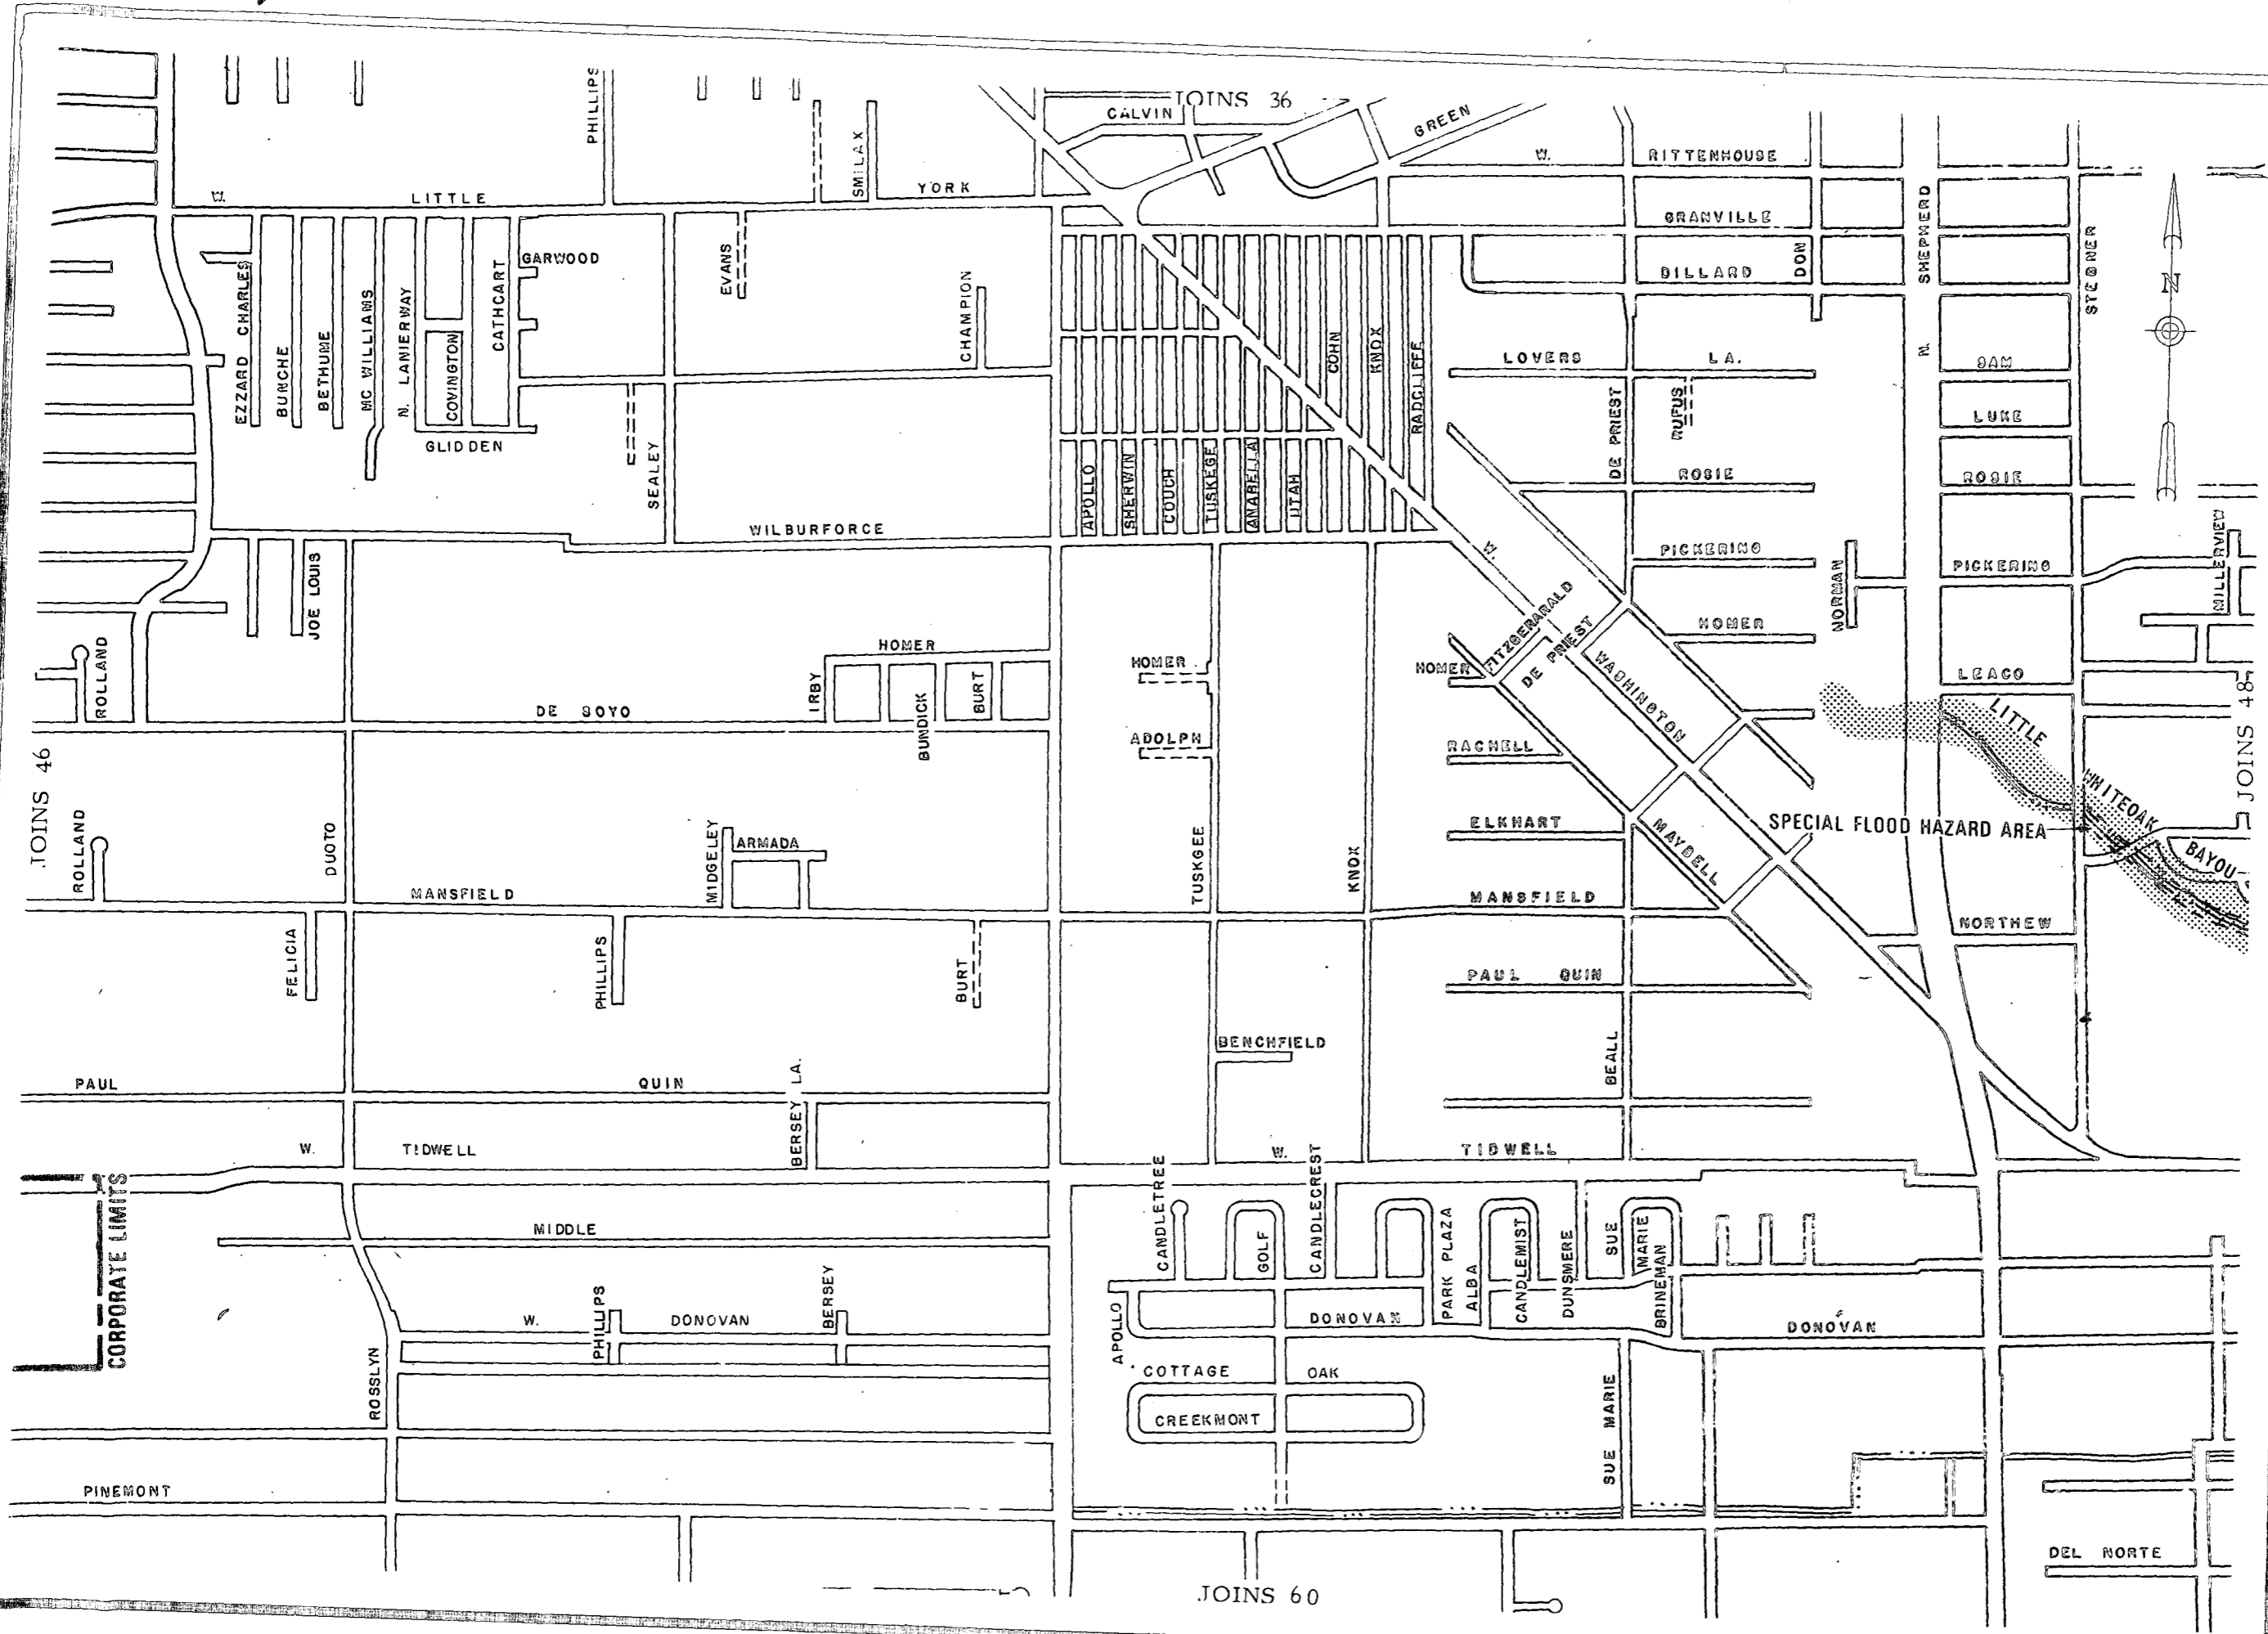 JOINS 36
PHILLIPS
SMILAX
CALVIN
GREEN
W. RITTENHOUSE
W. LITTLE YORK
GRANVILLE
N. SHEPHERD
STEGNER
EZZARD CHARLES
BUNCHE
BETHUME
MC WILLIAMS
N. LANIERWAY
COVINGTON
CATHCART
GARWOOD
EVANS
CHAMPION
DILLARD
DON
N
COHN
KNOX
RADCLIFFE
LOVERS LA.
SAM
DE PRIEST
RUFUS
LUKE
GLIDDEN
SEALEY
APOLLO
SHERWIN
COUCH
TUSKEGE
ANABELLA
UTAH
ROSIE
ROSIE
WILBURFORCE
W.
PICKERING
PICKERING
MILLERVIEW
JOE LOUIS
NORMAN
FITZGERARALD
DE PRIEST
HOMER
WASHINGTON
ROLLAND
HOMER
HOMER
HOMER
IRBY
BUNDICK
BURT
LEACO
DE SOYO
LITTLE
WHITEOAK
BAYOU
JOINS 48
ADOLPH
RACHELL
JOINS 46
ROLLAND
DUOTO
MIDGELEY
ARMADA
TUSKGEE
KNOX
ELKHART
MAYBELL
SPECIAL FLOOD HAZARD AREA
MANSFIELD
MANSFIELD
NORTHEW
FELICIA
PHILLIPS
BURT
PAUL QUIN
BENCHFIELD
BEALL
PAUL QUIN
BERSEY LA.
W. TIDWELL
W. TIDWELL
CORPORATE LIMITS
CANDLETREE
GOLF
CANDLECREST
PARK PLAZA
ALBA
CANDLEMIST
DUNSMERE
SUE MARIE
BRINEMAN
MIDDLE
W. DONOVAN
PHILLIPS
BERSEY
APOLLO
DONOVAN
DONOVAN
ROSSLYN
COTTAGE OAK
CREEKMONT
SUE MARIE
PINEMONT
DEL NORTE
JOINS 60